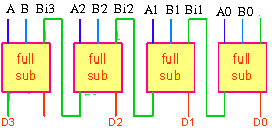 A B Bi3 A2 B2 Bi2 A1 B1 Bi1 A0 B0
full full full full
sub sub sub sub
D3 D2 D1 D0